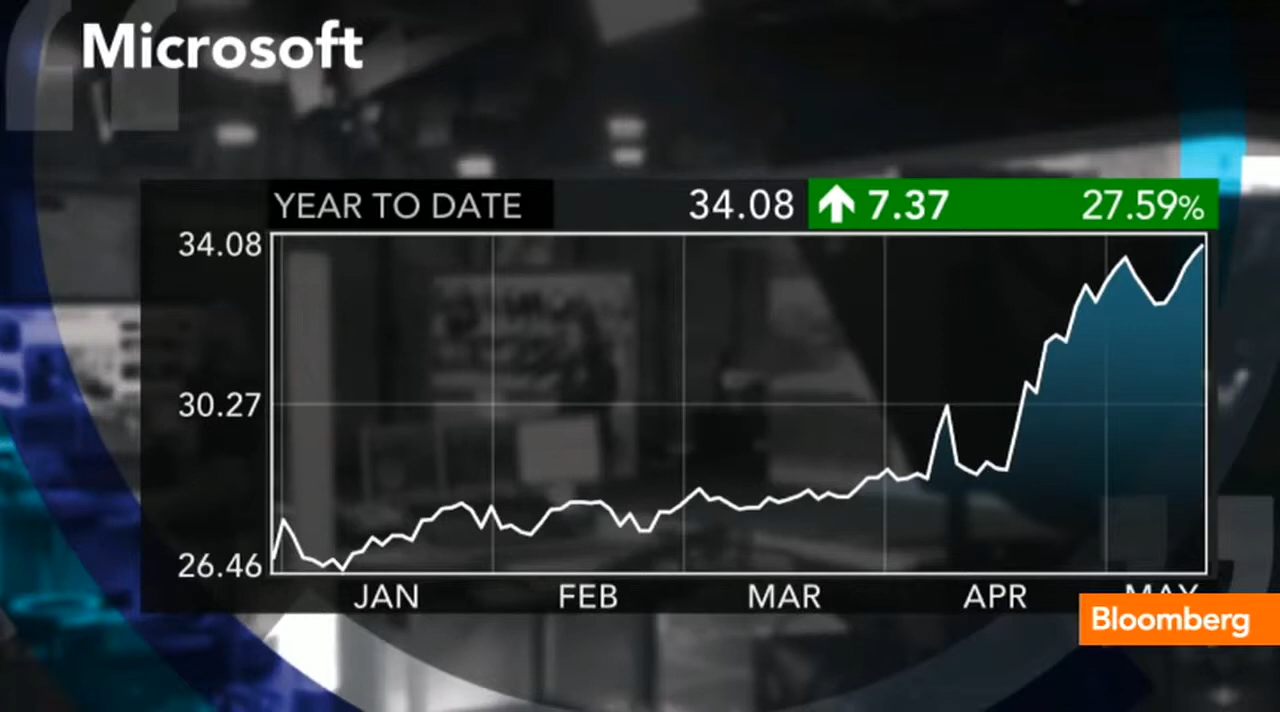 Microsoft
YEAR TO DATE 34.08 7.37 27.59%
34.08
30.27
26.46
JAN FEB MAR APR MAY
Bloomberg